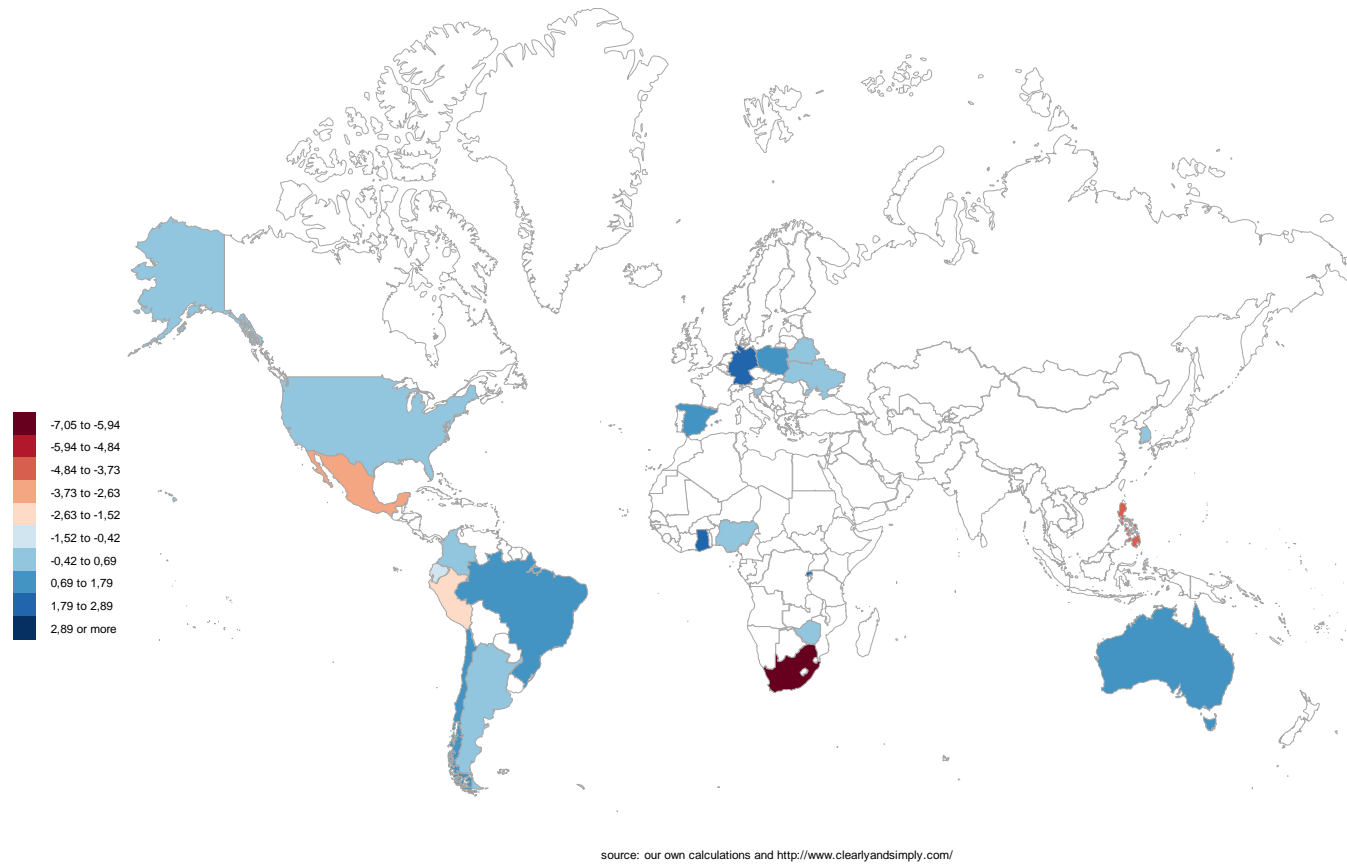 -7,05 to -5,94
-5,94 to -4,84
-4,84 to -3,73
-3,73 to -2,63
-2,63 to -1,52
-1,52 to -0,42
-0,42 to 0,69
0,69 to 1,79
1,79 to 2,89
2,89 or more
source: our own calculations and http://www.clearlyandsimply.com/